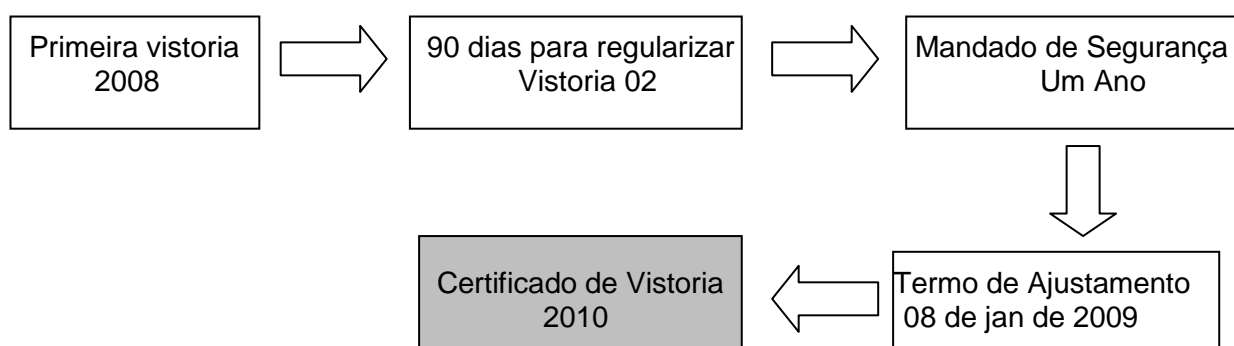 Primeira vistoria
2008
90 dias para regularizar
Vistoria 02
Mandado de Segurança
Um Ano
Termo de Ajustamento
08 de jan de 2009
Certificado de Vistoria
2010